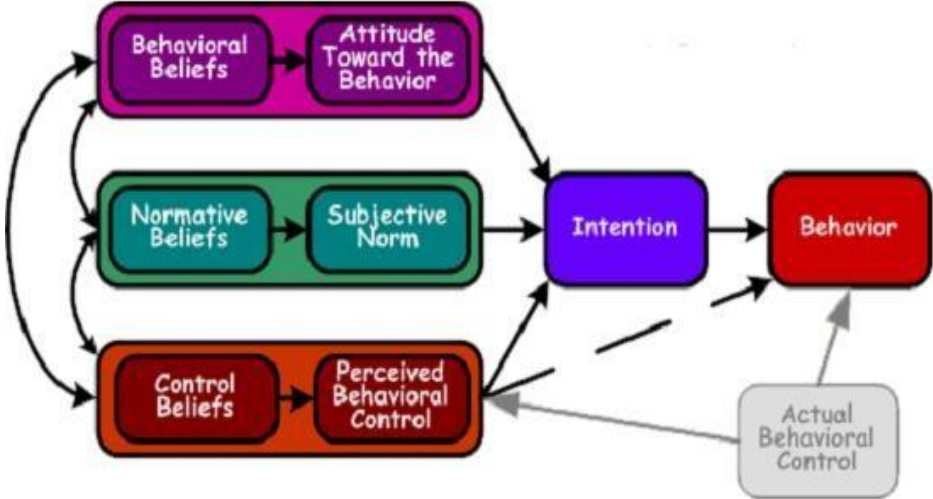 Behavioral
Beliefs
Attitude
Toward the
Behavior
Normative
Beliefs
Subjective
Norm
Intention
Behavior
Control
Beliefs
Perceived
Behavioral
Control
Actual
Behavioral
Control